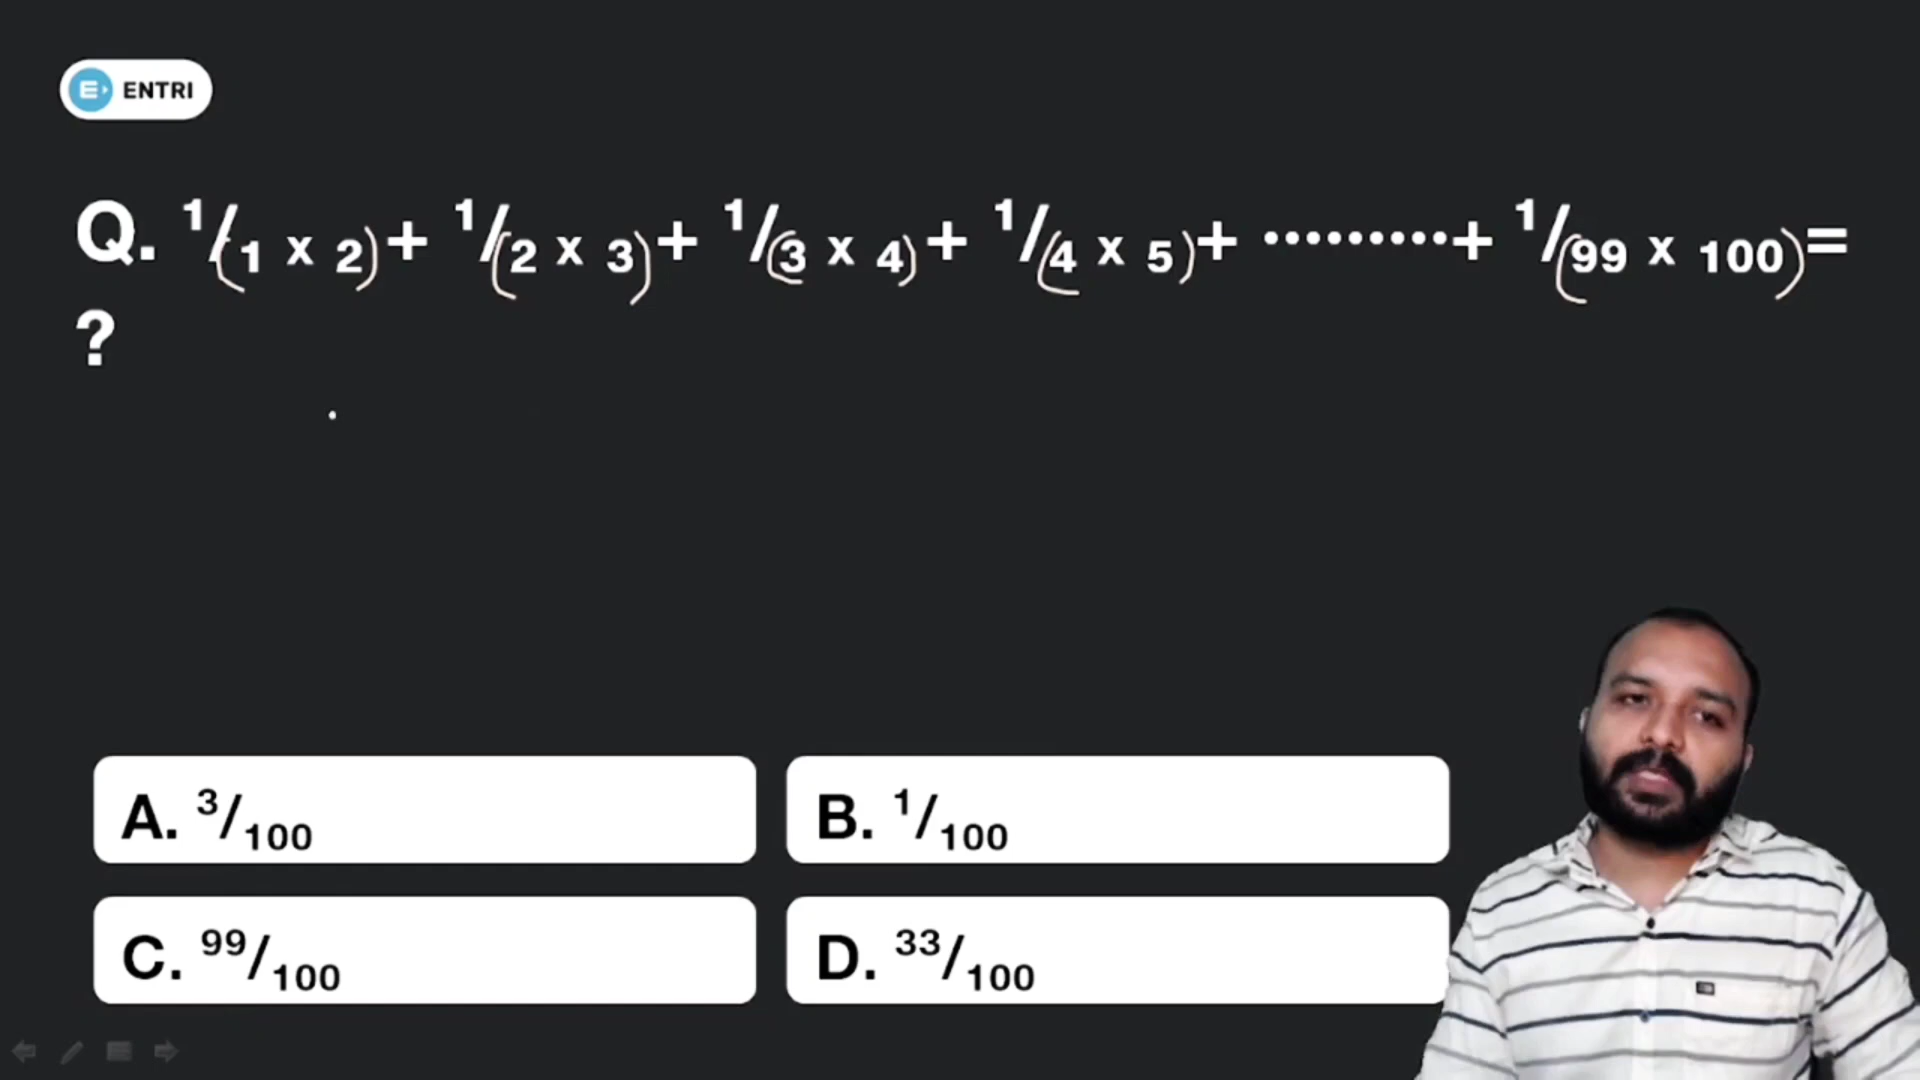 ENTRI
Q. ¹/(1 x 2)+ ¹/(2 x 3)+ ¹/(3 x 4)+ ¹/(4 x 5)+ ·········+ ¹/(99 x 100)=
?
A. ³/₁₀₀
B. ¹/₁₀₀
C. ⁹⁹/₁₀₀
D. ³³/₁₀₀